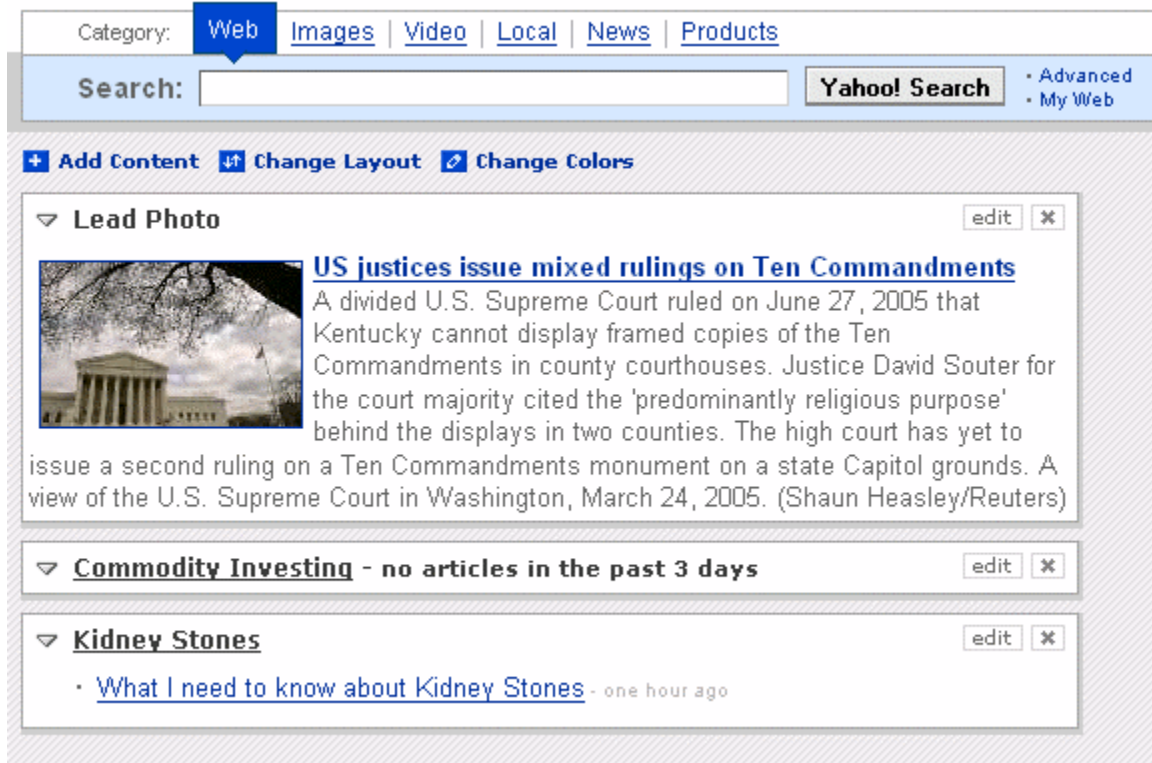 Category: Web Images | Video | Local | News | Products
Search: Yahoo! Search · Advanced
· My Web
Add Content Change Layout Change Colors
Lead Photo edit
US justices issue mixed rulings on Ten Commandments
A divided U.S. Supreme Court ruled on June 27, 2005 that
Kentucky cannot display framed copies of the Ten
Commandments in county courthouses. Justice David Souter for
the court majority cited the 'predominantly religious purpose'
behind the displays in two counties. The high court has yet to
issue a second ruling on a Ten Commandments monument on a state Capitol grounds. A
view of the U.S. Supreme Court in Washington, March 24, 2005. (Shaun Heasley/Reuters)
Commodity Investing - no articles in the past 3 days edit
Kidney Stones edit
· What I need to know about Kidney Stones - one hour ago